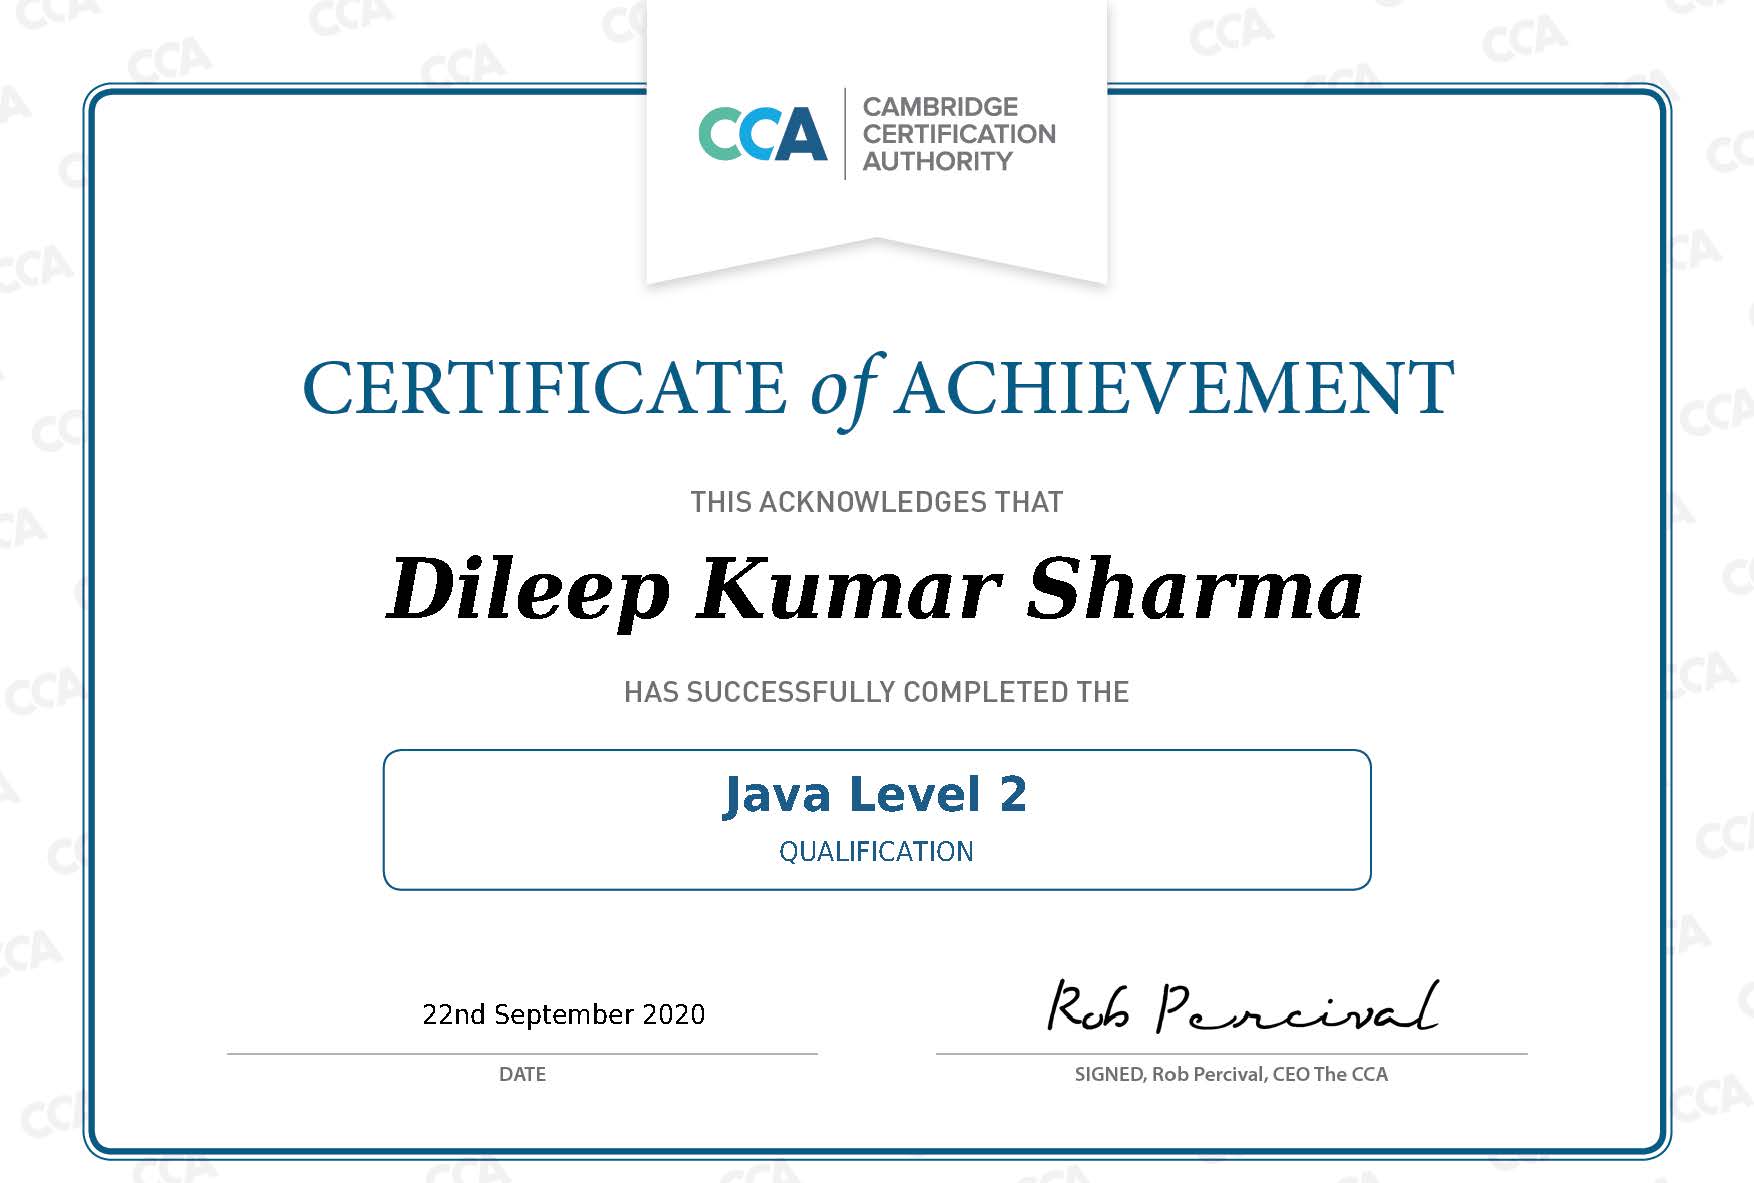 CCA
CAMBRIDGE
CERTIFICATION
AUTHORITY
CERTIFICATE of ACHIEVEMENT
THIS ACKNOWLEDGES THAT
Dileep Kumar Sharma
HAS SUCCESSFULLY COMPLETED THE
Java Level 2
QUALIFICATION
22nd September 2020
DATE
Rob Percival
SIGNED, Rob Percival, CEO The CCA